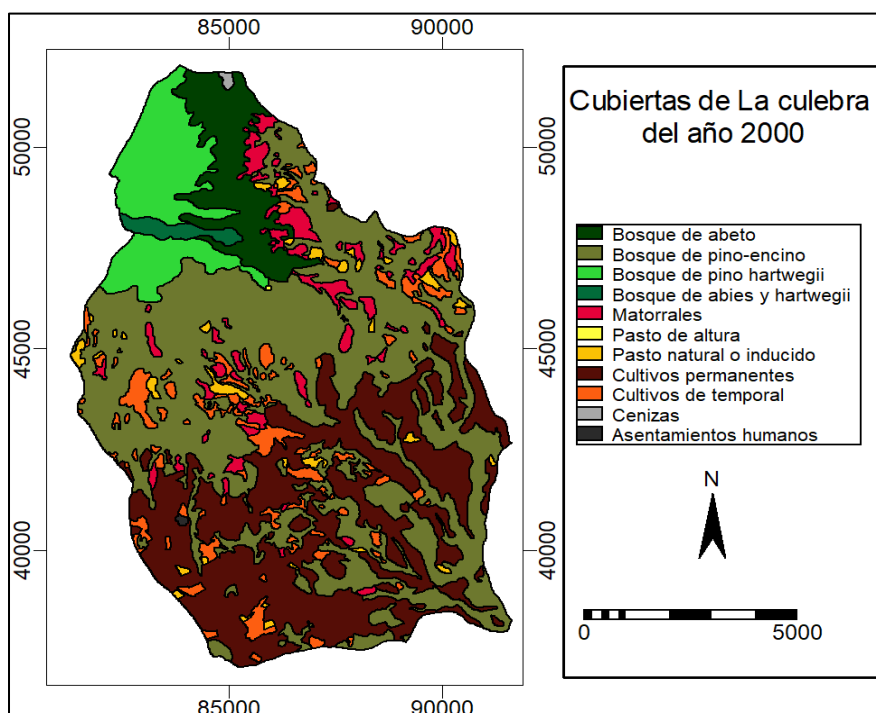 85000 90000
Cubiertas de La culebra
del año 2000
50000 50000
Bosque de abeto
Bosque de pino-encino
Bosque de pino hartwegii
Bosque de abies y hartwegii
Matorrales
Pasto de altura
Pasto natural o inducido
Cultivos permanentes
Cultivos de temporal
Cenizas
Asentamientos humanos
45000 45000
N
40000 40000
0 5000
85000 90000